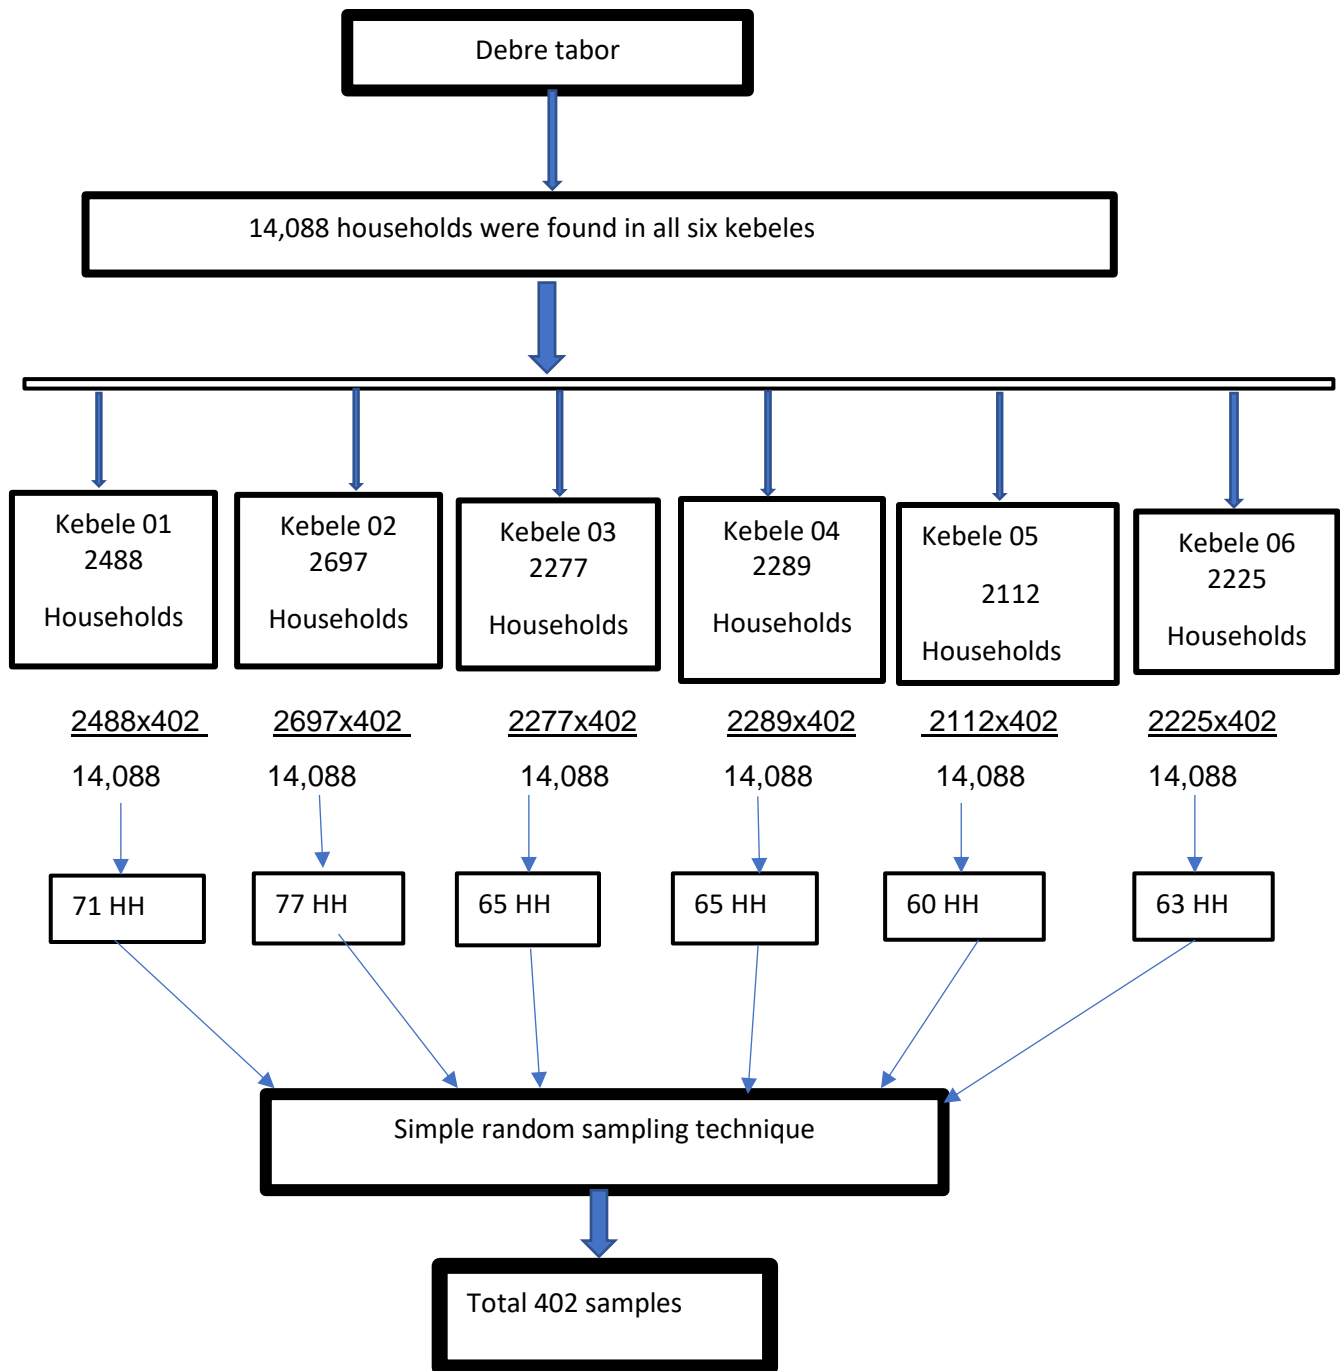 Debre tabor
14,088 households were found in all six kebeles
Kebele 01
2488
Households
Kebele 02
2697
Households
Kebele 03
2277
Households
Kebele 04
2289
Households
Kebele 05
2112
Households
Kebele 06
2225
Households
2488x402
14,088
2697x402
14,088
2277x402
14,088
2289x402
14,088
2112x402
14,088
2225x402
14,088
71 HH
77 HH
65 HH
65 HH
60 HH
63 HH
Simple random sampling technique
Total 402 samples